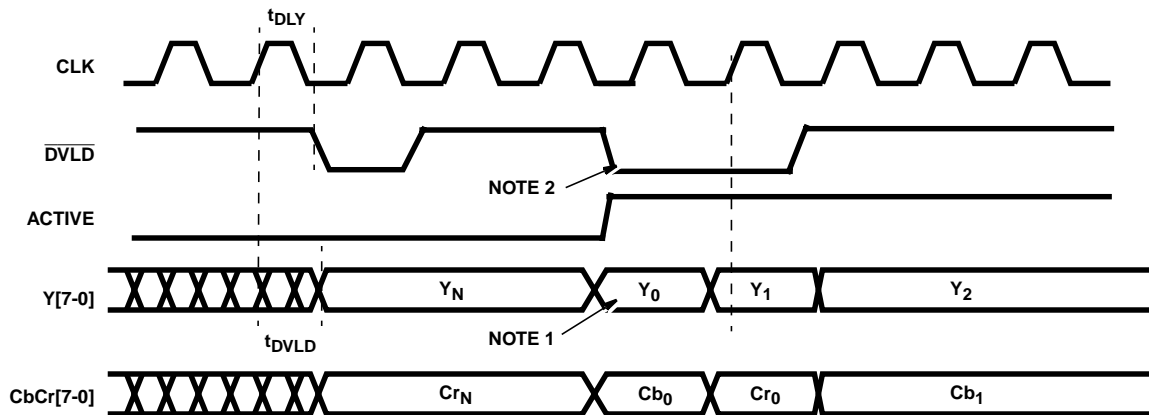 tDLY
CLK
DVLD
NOTE 2
ACTIVE
Y[7-0]
YN
Y0
Y1
Y2
NOTE 1
tDVLD
CbCr[7-0]
CrN
Cb0
Cr0
Cb1